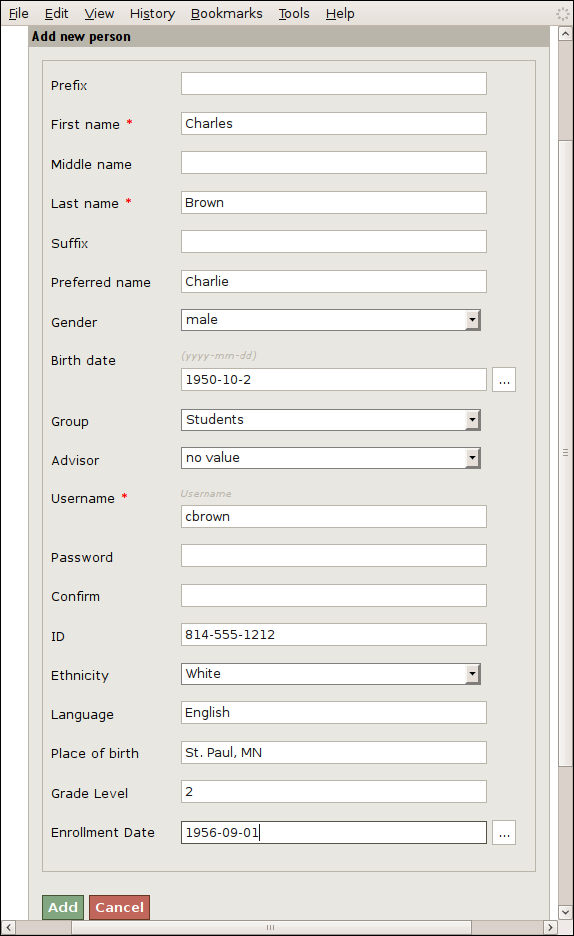 File Edit View History Bookmarks Tools Help
Add new person
Prefix
First name * Charles
Middle name
Last name * Brown
Suffix
Preferred name Charlie
Gender male
(yyyy-mm-dd)
Birth date 1950-10-2 ...
Group Students
Advisor no value
Username
Username * cbrown
Password
Confirm
ID 814-555-1212
Ethnicity White
Language English
Place of birth St. Paul, MN
Grade Level 2
Enrollment Date 1956-09-01 ...
Add Cancel